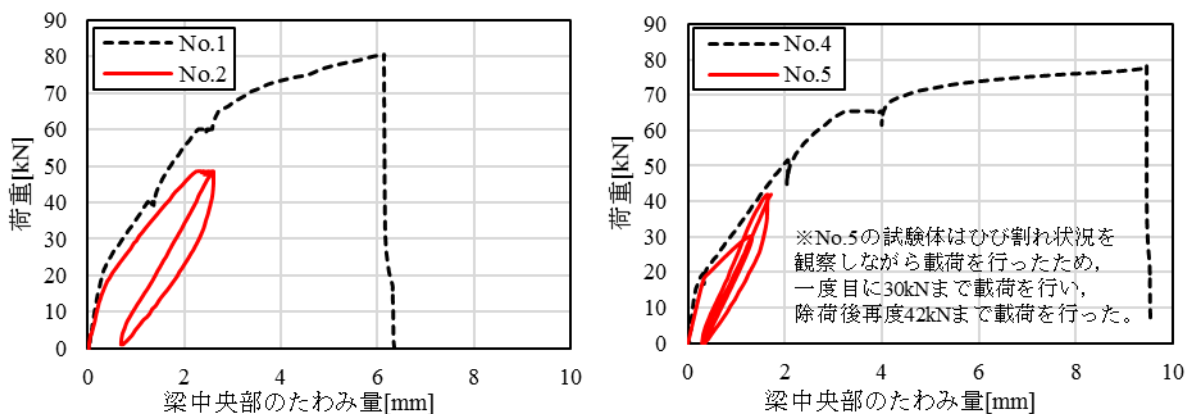 90
80
70
60
50
40
30
20
10
0
荷重[kN]
No.1
No.2
0 2 4 6 8 10
梁中央部のたわみ量[mm]
90
80
70
60
50
40
30
20
10
0
荷重[kN]
No.4
No.5
※No.5の試験体はひび割れ状況を
観察しながら載荷を行ったため，
一度目に30kNまで載荷を行い，
除荷後再度42kNまで載荷を行った。
0 2 4 6 8 10
梁中央部のたわみ量[mm]